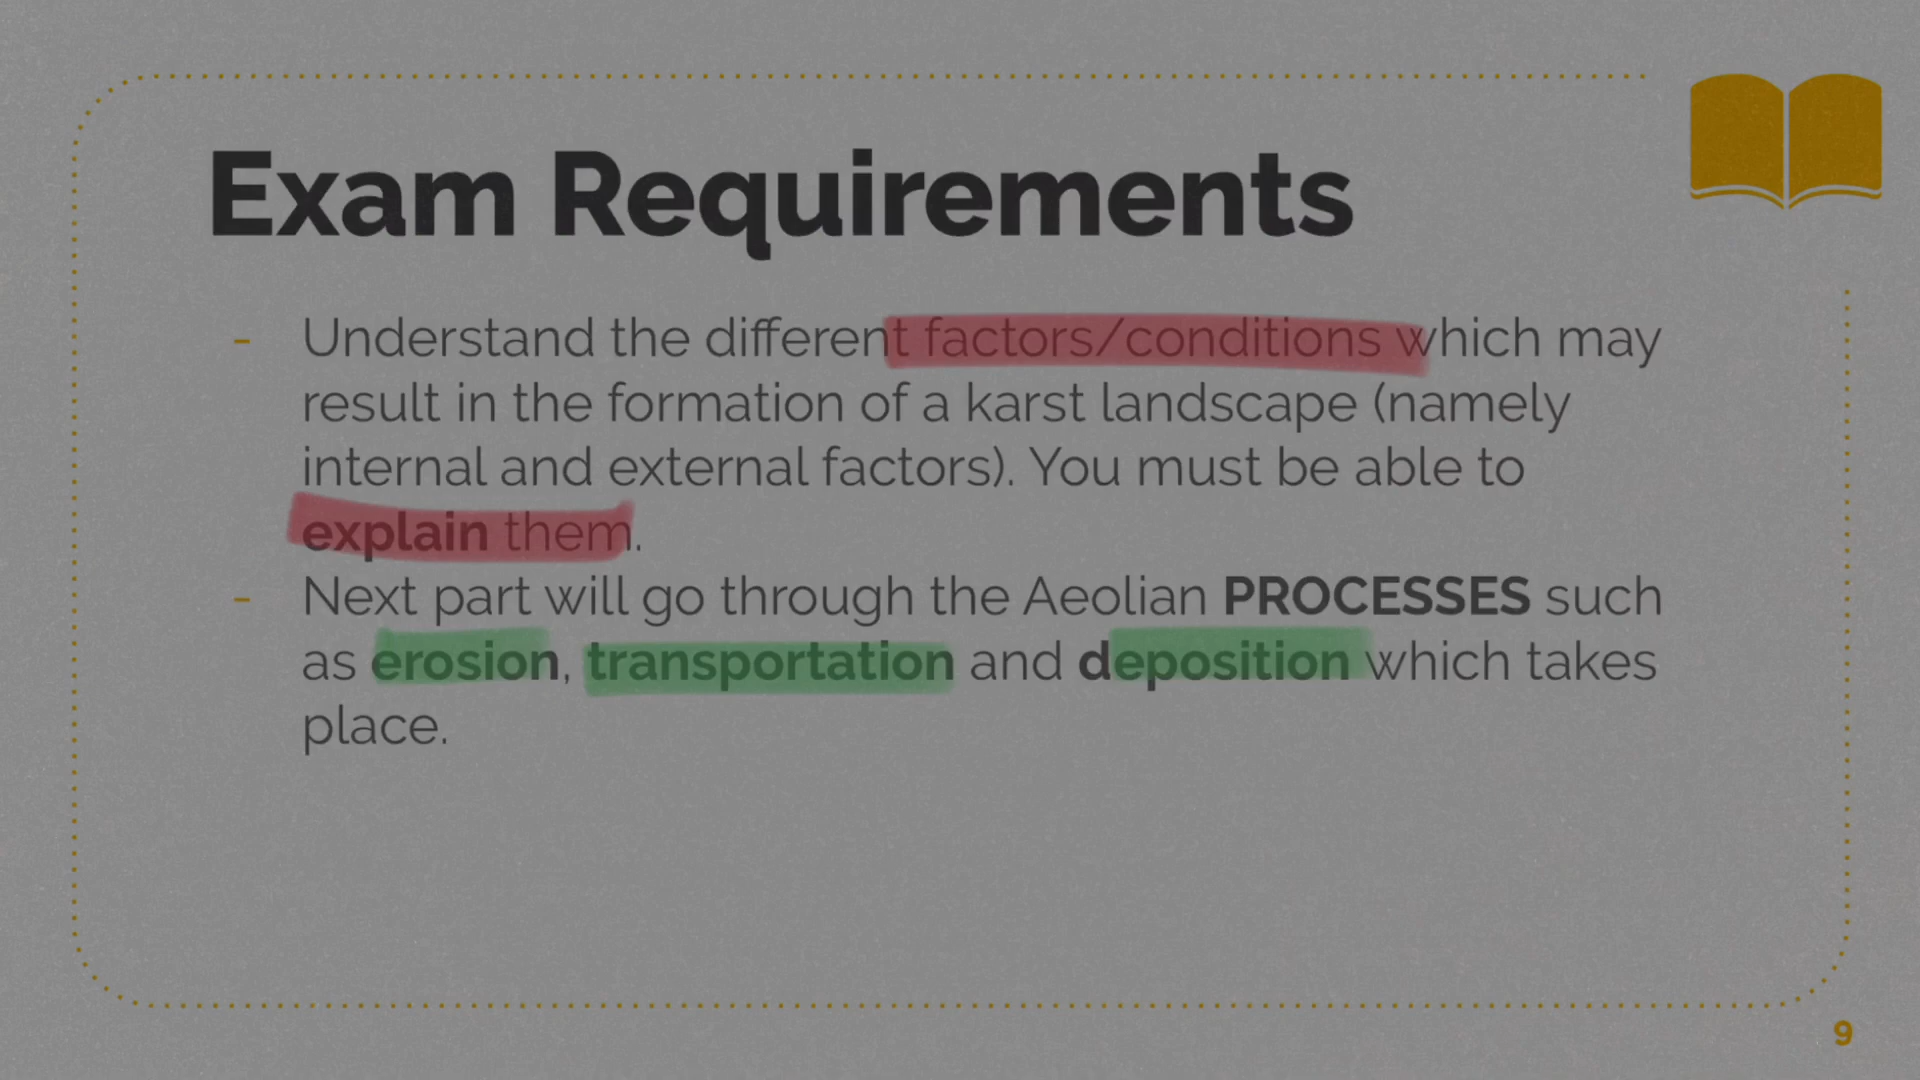 Exam Requirements
- Understand the different factors/conditions which may
result in the formation of a karst landscape (namely
internal and external factors). You must be able to
explain them.
- Next part will go through the Aeolian PROCESSES such
as erosion, transportation and deposition which takes
place.
9